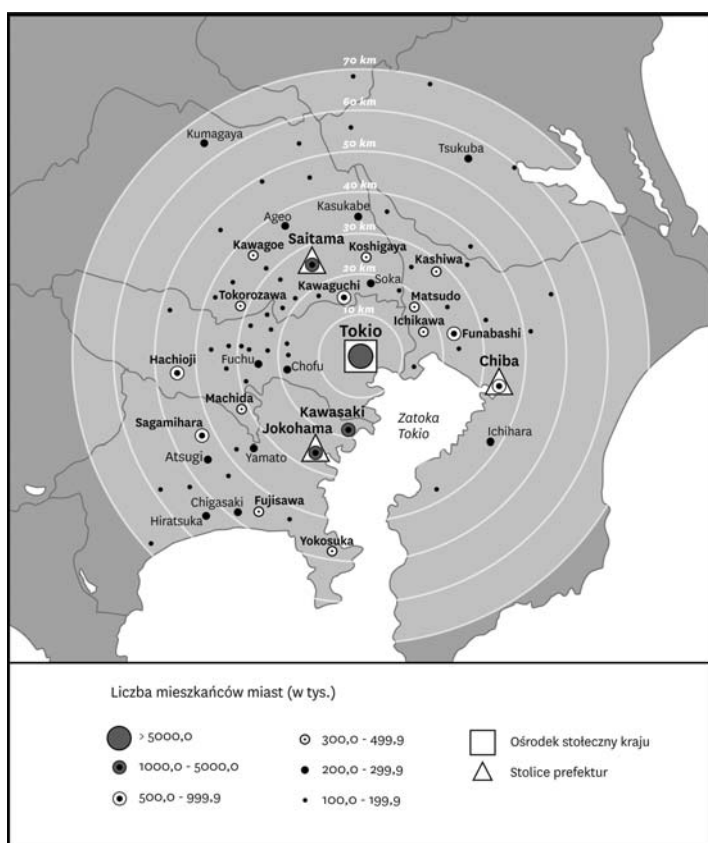 70 km
60 km
50 km
40 km
30 km
20 km
10 km
Kumagaya
Tsukuba
Kasukabe
Ageo
Saitama
Kawagoe
Koshigaya
Kashiwa
Soka
Kawaguchi
Tokorozawa
Matsudo
Ichikawa
Funabashi
Tokio
Hachioji
Fuchu
Chofu
Chiba
Machida
Kawasaki
Zatoka
Tokio
Sagamihara
Jokohama
Ichihara
Atsugi
Yamato
Chigasaki
Fujisawa
Hiratsuka
Yokosuka
Liczba mieszkańców miast (w tys.)
> 5000,0
1000,0 - 5000,0
500,0 - 999,9
300,0 - 499,9
200,0 - 299,9
100,0 - 199,9
Ośrodek stołeczny kraju
Stolice prefektur